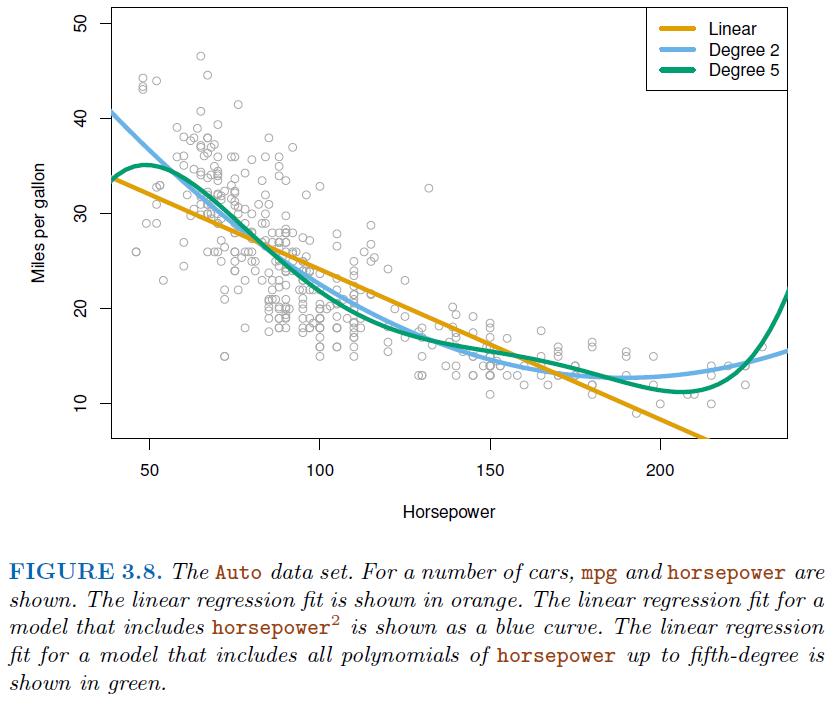 50
40
30
20
10
Miles per gallon
Linear
Degree 2
Degree 5
50 100 150 200
Horsepower
FIGURE 3.8. The Auto data set. For a number of cars, mpg and horsepower are
shown. The linear regression fit is shown in orange. The linear regression fit for a
model that includes horsepower² is shown as a blue curve. The linear regression
fit for a model that includes all polynomials of horsepower up to fifth-degree is
shown in green.